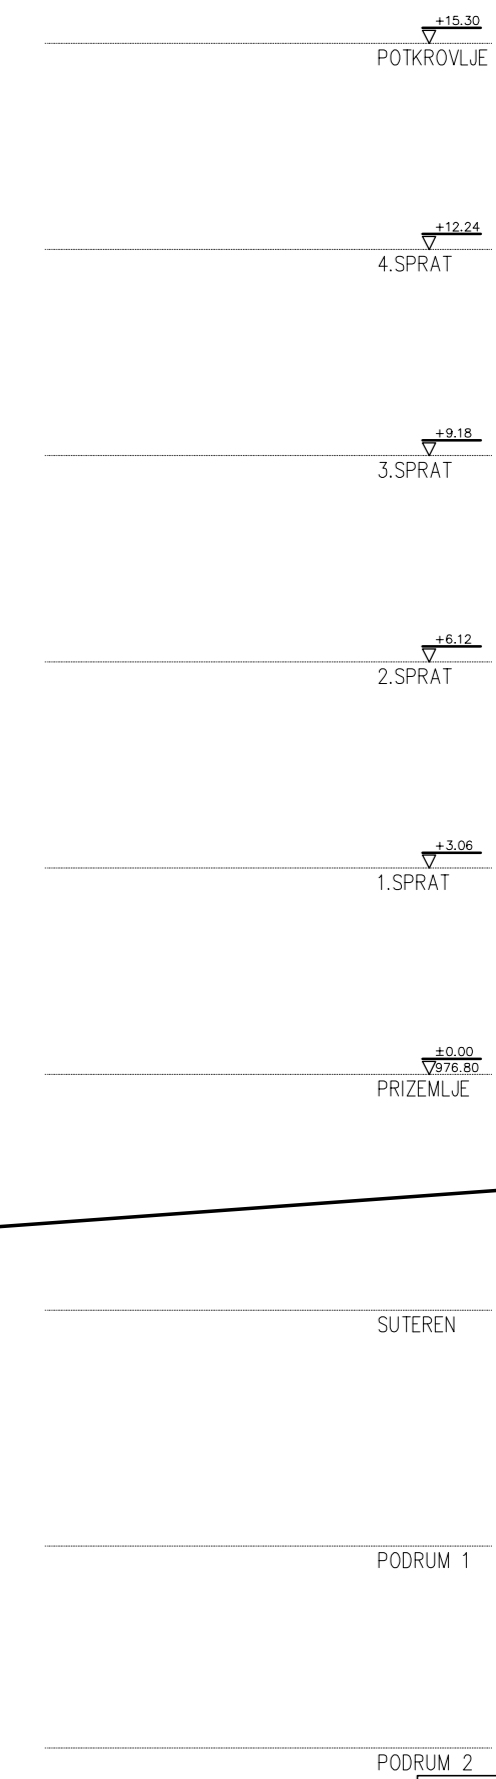 +15.30
POTKROVLJE
+12.24
4.SPRAT
+9.18
3.SPRAT
+6.12
2.SPRAT
+3.06
1.SPRAT
±0.00
976.80
PRIZEMLJE
SUTEREN
PODRUM 1
PODRUM 2